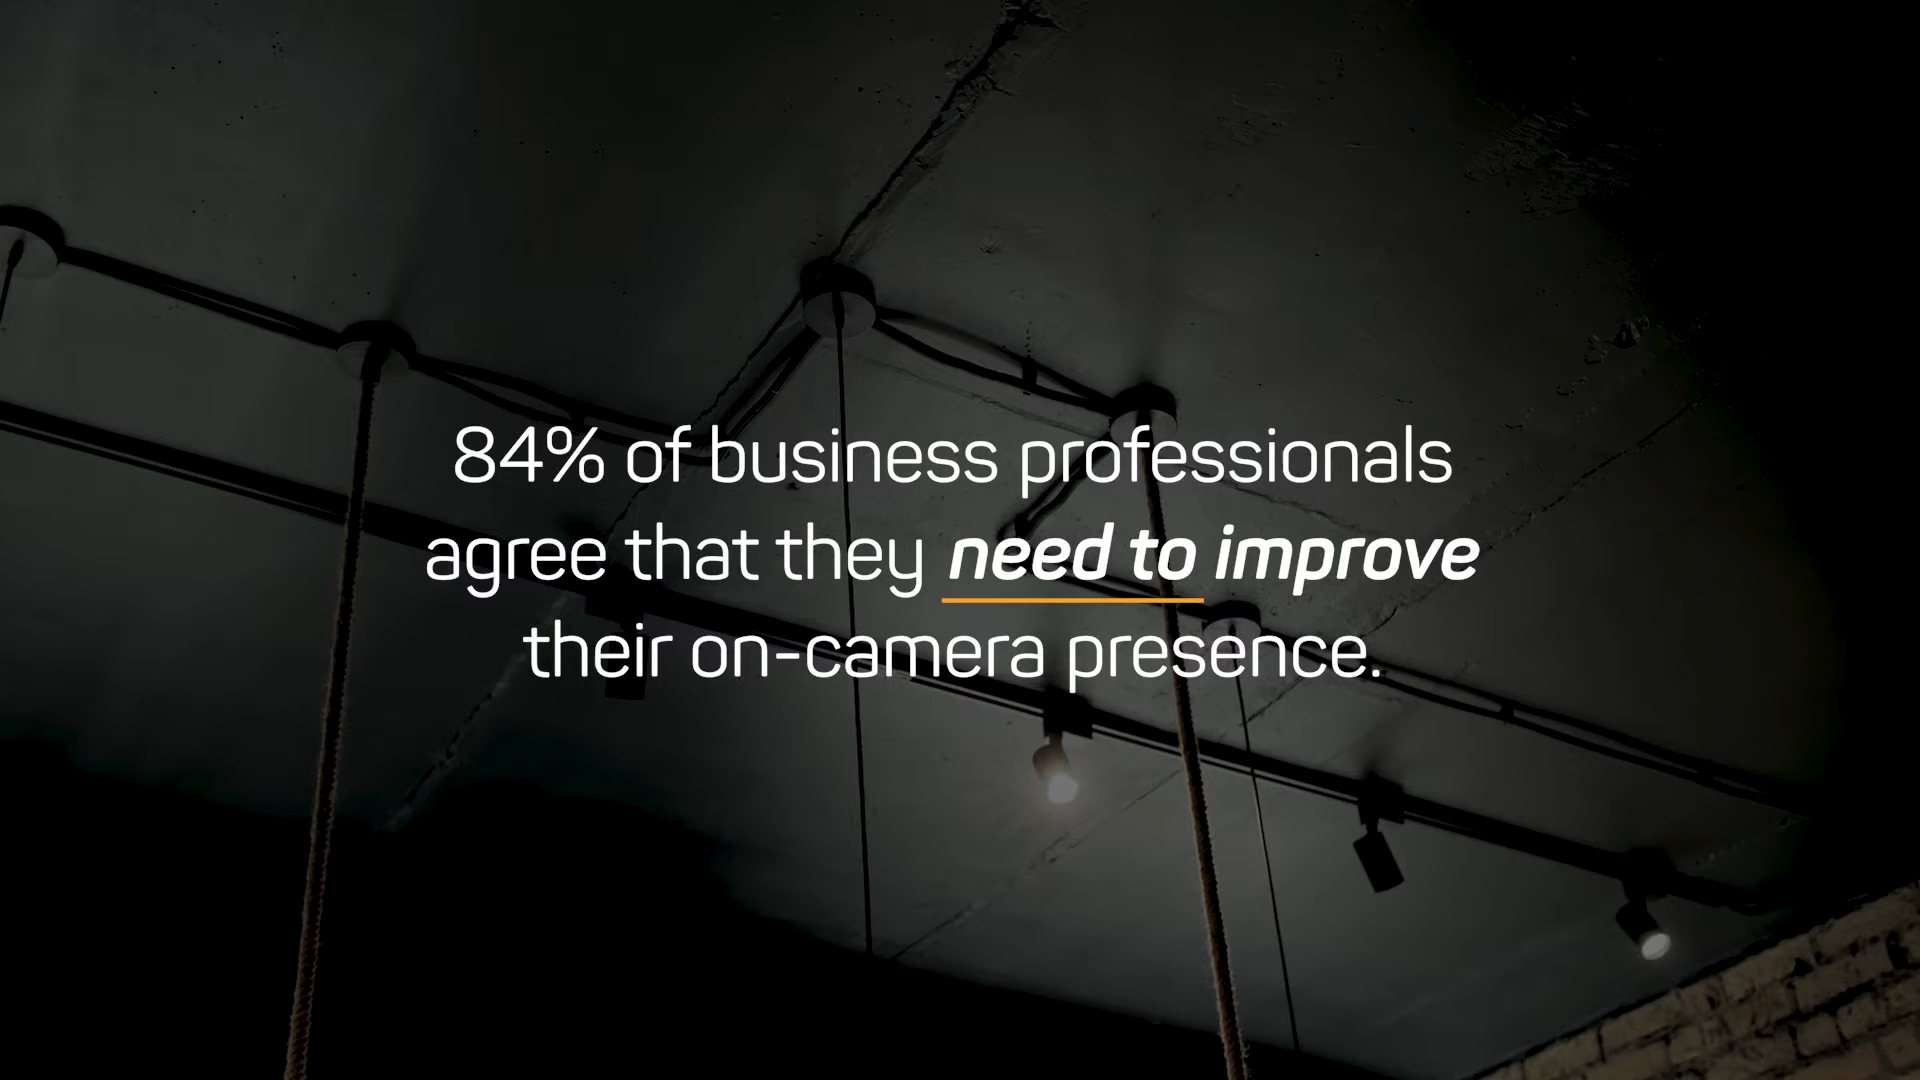 84% of business professionals
agree that they need to improve
their on-camera presence.